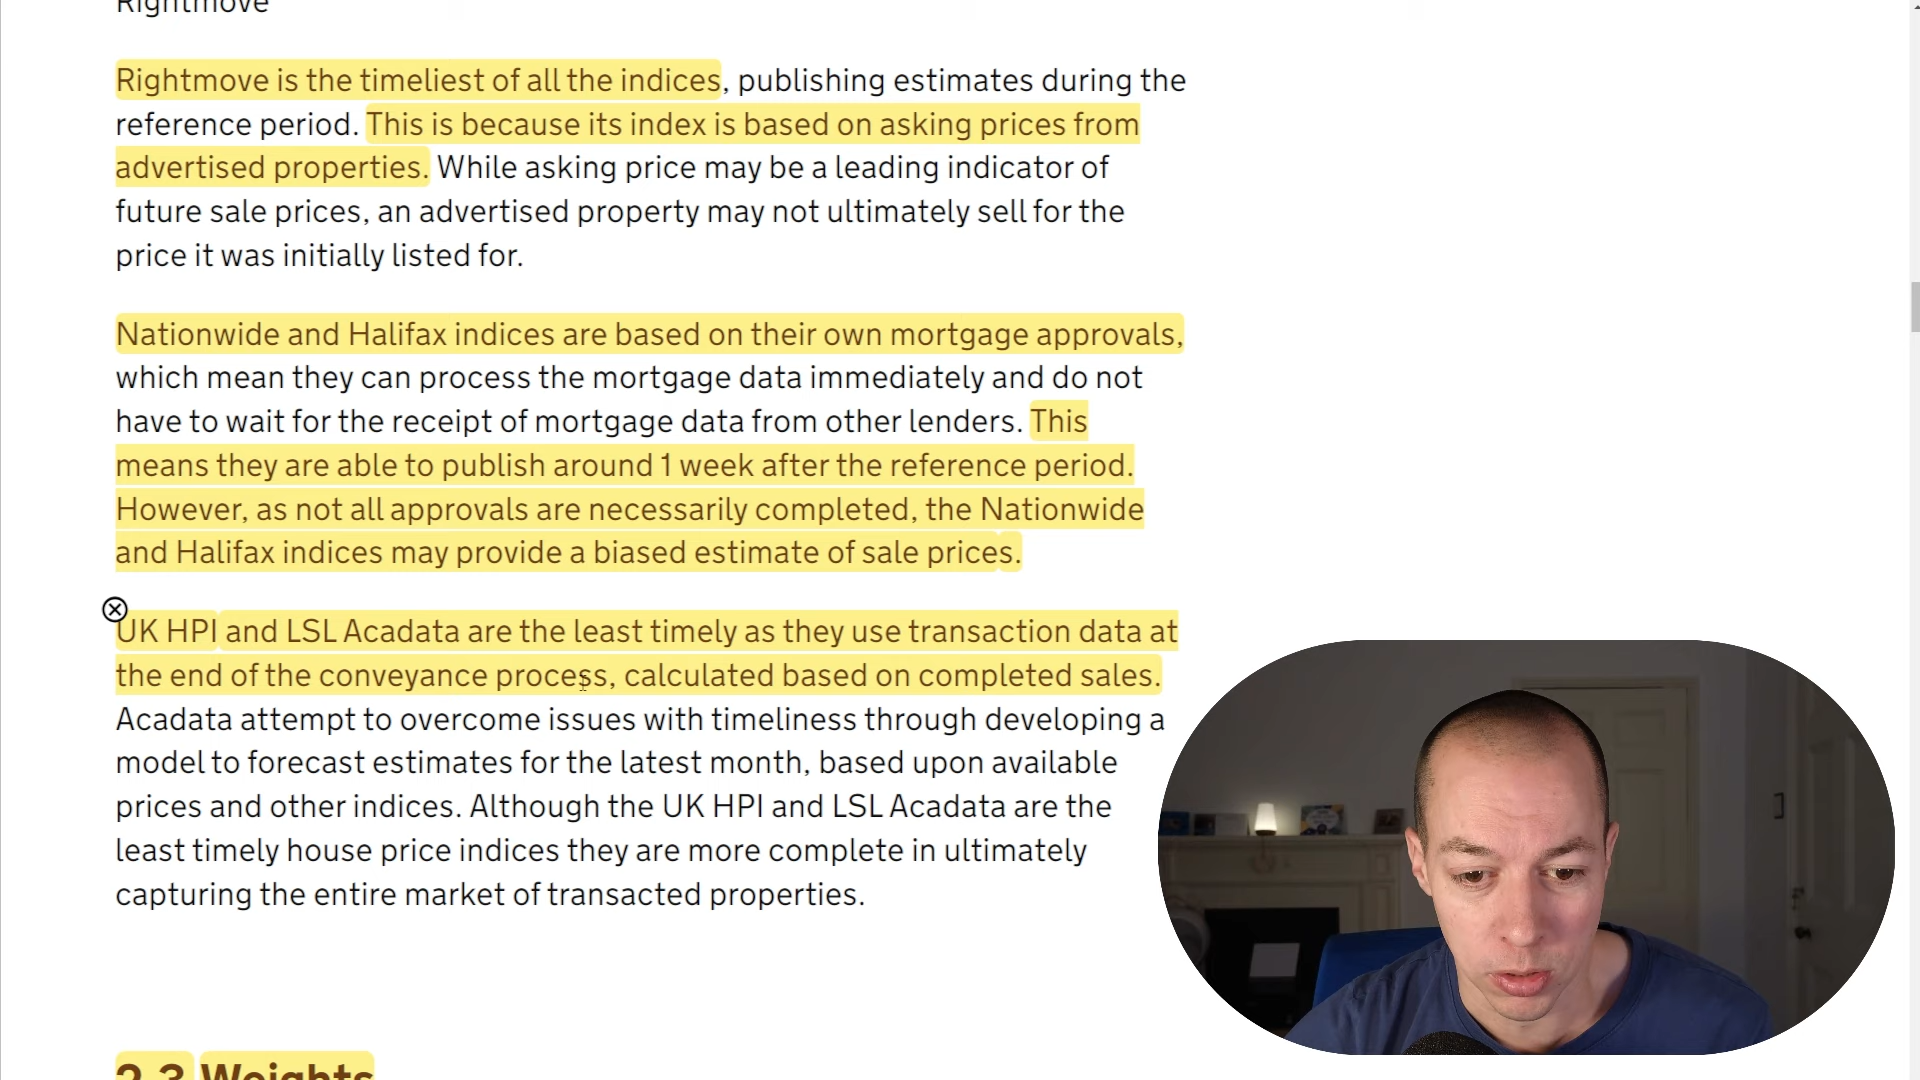 Rightmove
Rightmove is the timeliest of all the indices, publishing estimates during the
reference period. This is because its index is based on asking prices from
advertised properties. While asking price may be a leading indicator of
future sale prices, an advertised property may not ultimately sell for the
price it was initially listed for.
Nationwide and Halifax indices are based on their own mortgage approvals,
which mean they can process the mortgage data immediately and do not
have to wait for the receipt of mortgage data from other lenders. This
means they are able to publish around 1 week after the reference period.
However, as not all approvals are necessarily completed, the Nationwide
and Halifax indices may provide a biased estimate of sale prices.
UK HPI and LSL Acadata are the least timely as they use transaction data at
the end of the conveyance process, calculated based on completed sales.
Acadata attempt to overcome issues with timeliness through developing a
model to forecast estimates for the latest month, based upon available
prices and other indices. Although the UK HPI and LSL Acadata are the
least timely house price indices they are more complete in ultimately
capturing the entire market of transacted properties.
2.3 Weights